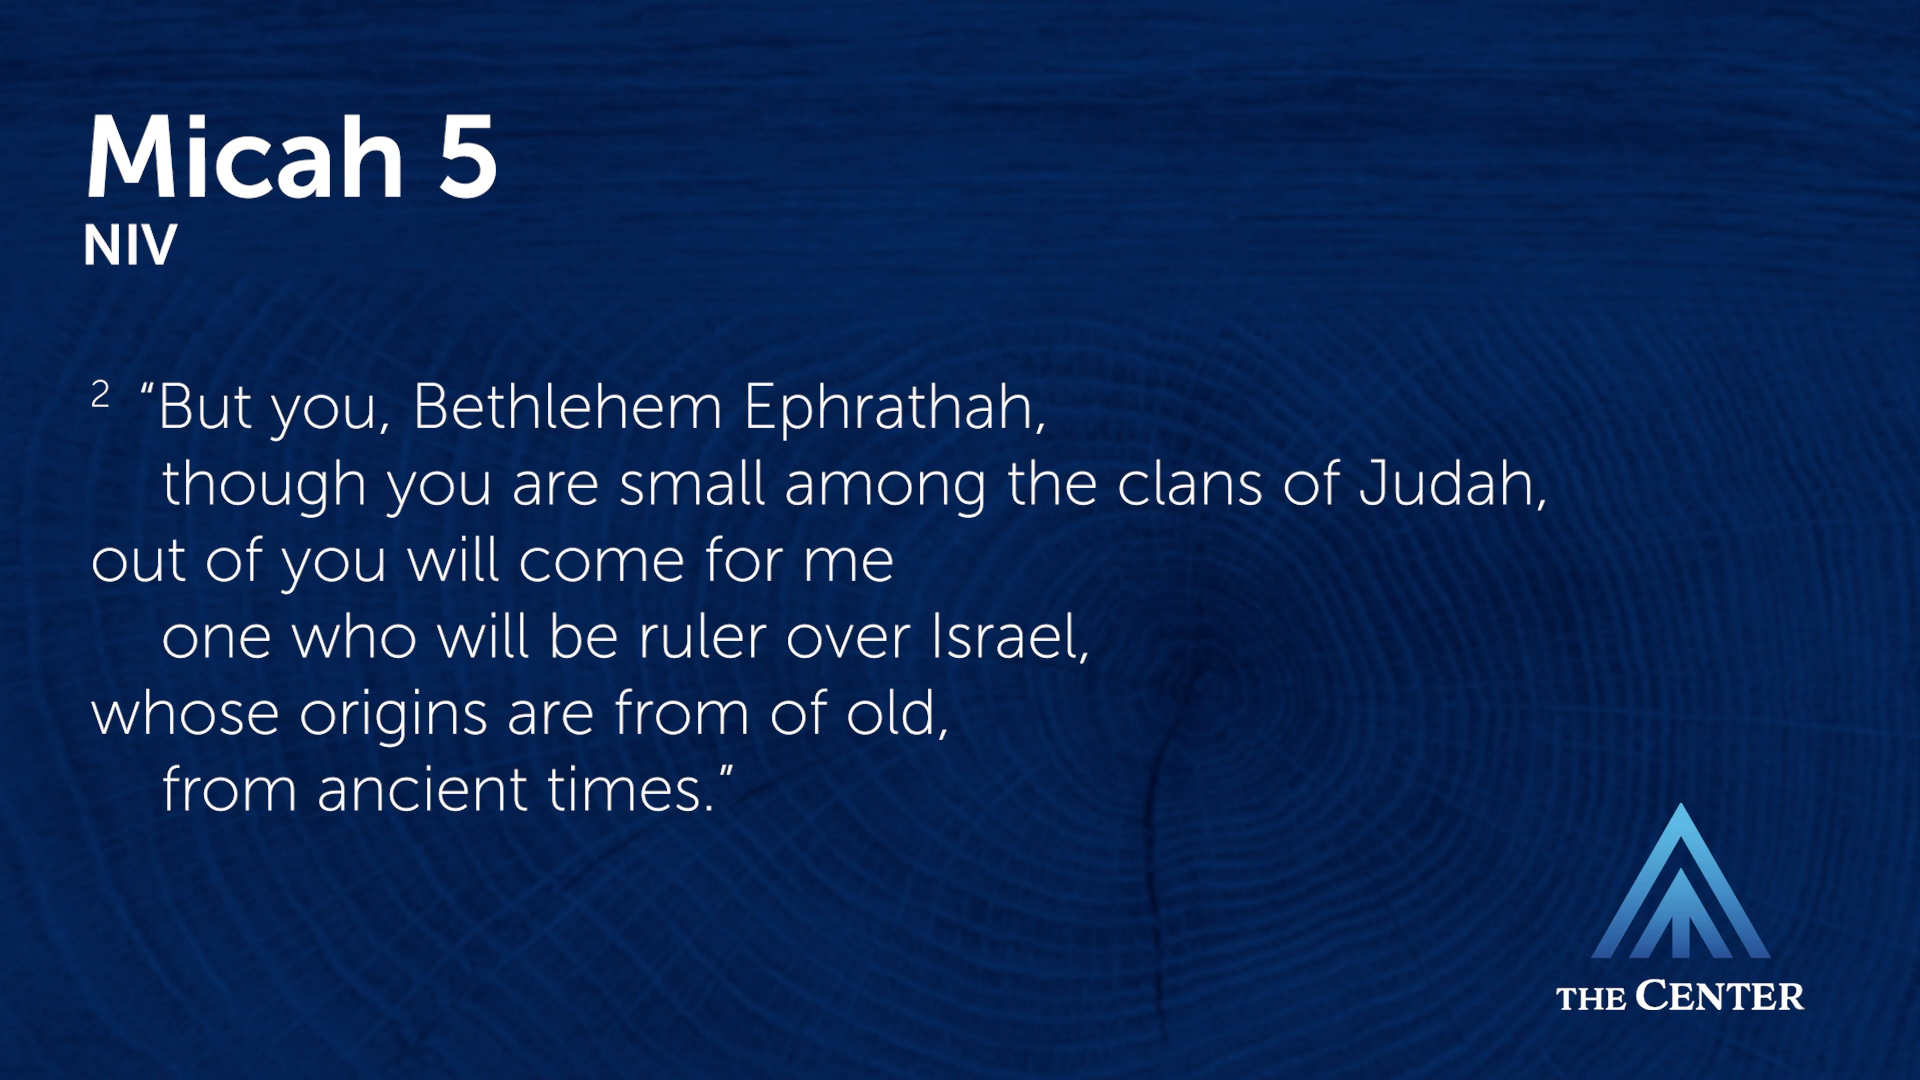 Micah 5
NIV
2 “But you, Bethlehem Ephrathah,
though you are small among the clans of Judah,
out of you will come for me
one who will be ruler over Israel,
whose origins are from of old,
from ancient times.”
THE CENTER